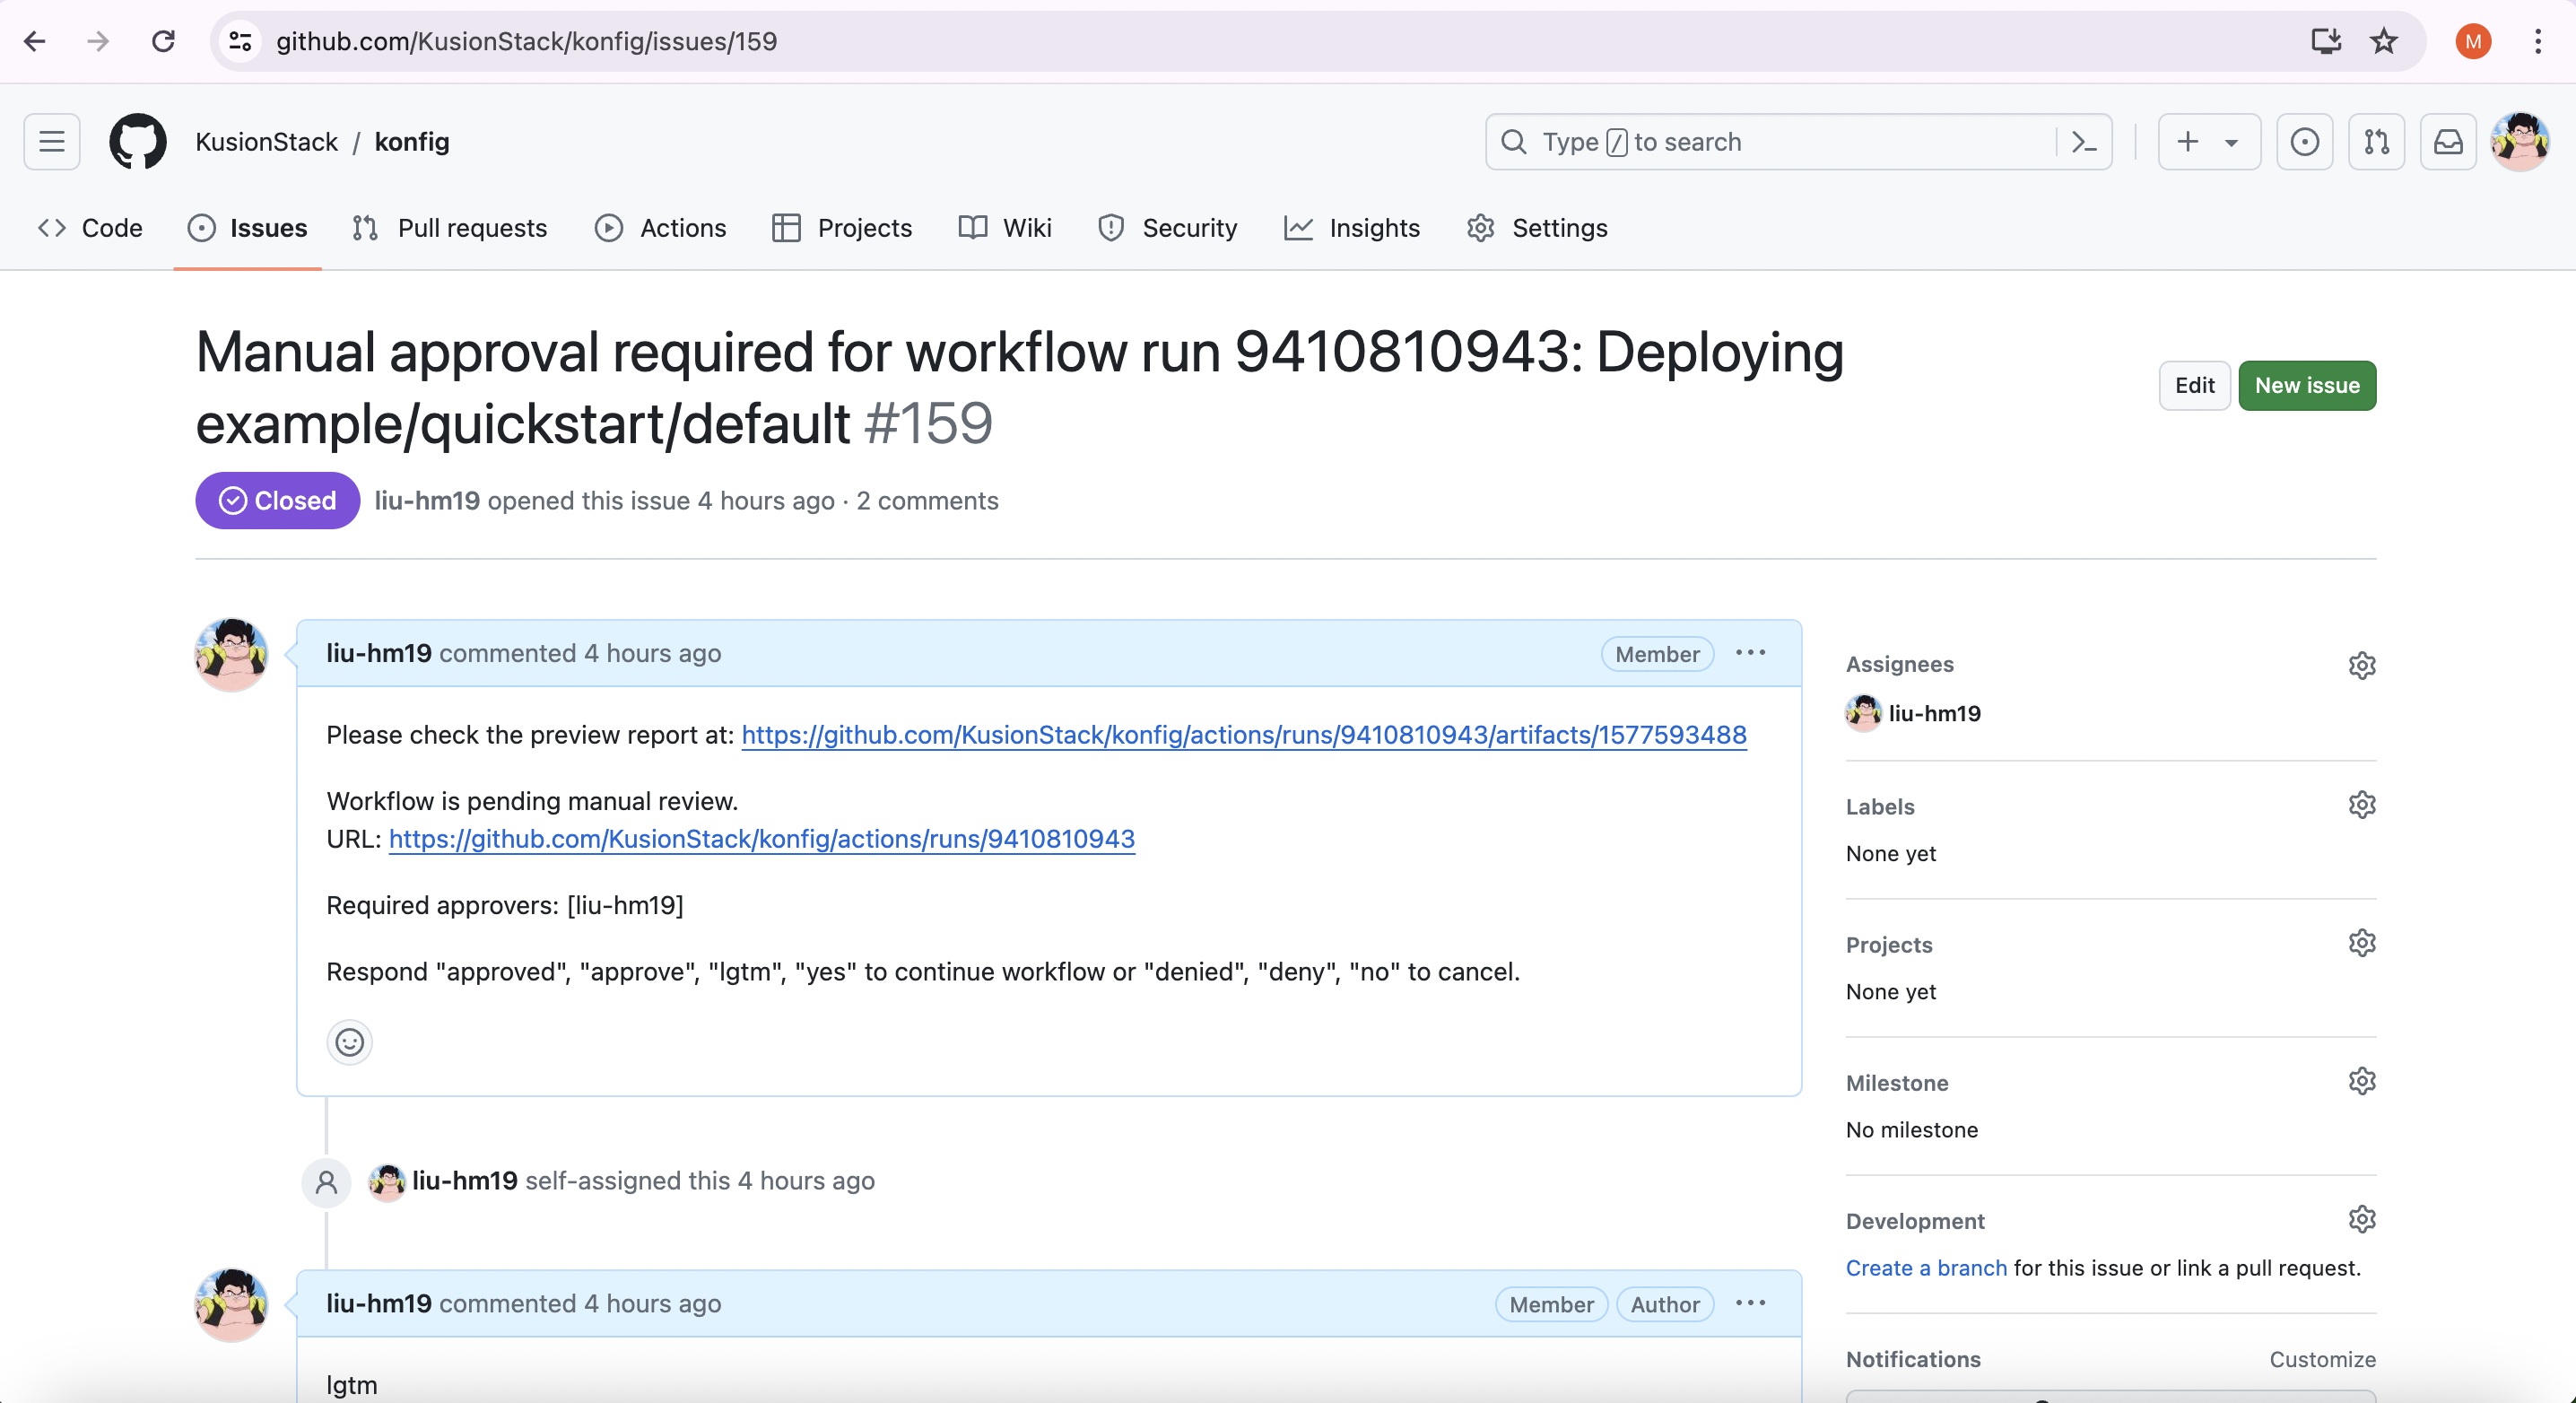 github.com/KusionStack/konfig/issues/159
M
KusionStack / konfig
Type / to search
Code
Issues
Pull requests
Actions
Projects
Wiki
Security
Insights
Settings
Manual approval required for workflow run 9410810943: Deploying
example/quickstart/default #159
Edit
New issue
Closed
liu-hm19 opened this issue 4 hours ago · 2 comments
liu-hm19 commented 4 hours ago
Member
Please check the preview report at: https://github.com/KusionStack/konfig/actions/runs/9410810943/artifacts/1577593488
Workflow is pending manual review.
URL: https://github.com/KusionStack/konfig/actions/runs/9410810943
Required approvers: [liu-hm19]
Respond "approved", "approve", "lgtm", "yes" to continue workflow or "denied", "deny", "no" to cancel.
liu-hm19 self-assigned this 4 hours ago
liu-hm19 commented 4 hours ago
Member
Author
lgtm
Assignees
liu-hm19
Labels
None yet
Projects
None yet
Milestone
No milestone
Development
Create a branch for this issue or link a pull request.
Notifications
Customize